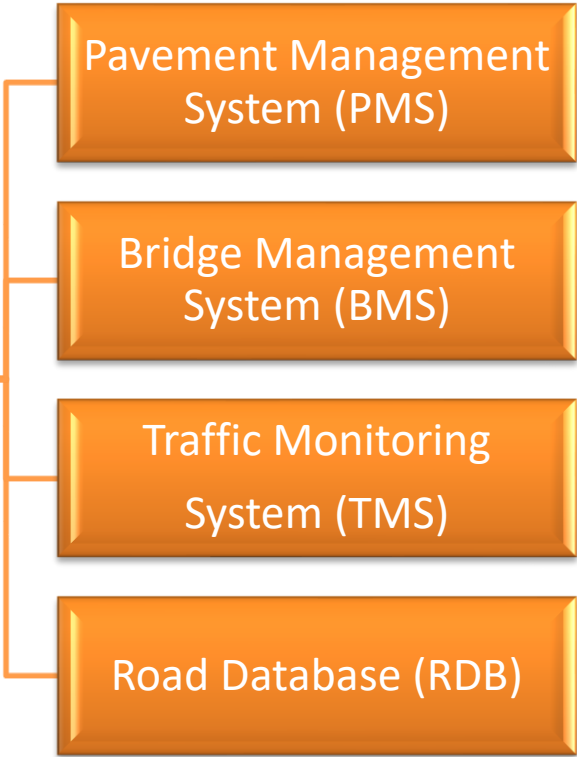 Pavement Management
System (PMS)
Bridge Management
System (BMS)
Traffic Monitoring
System (TMS)
Road Database (RDB)